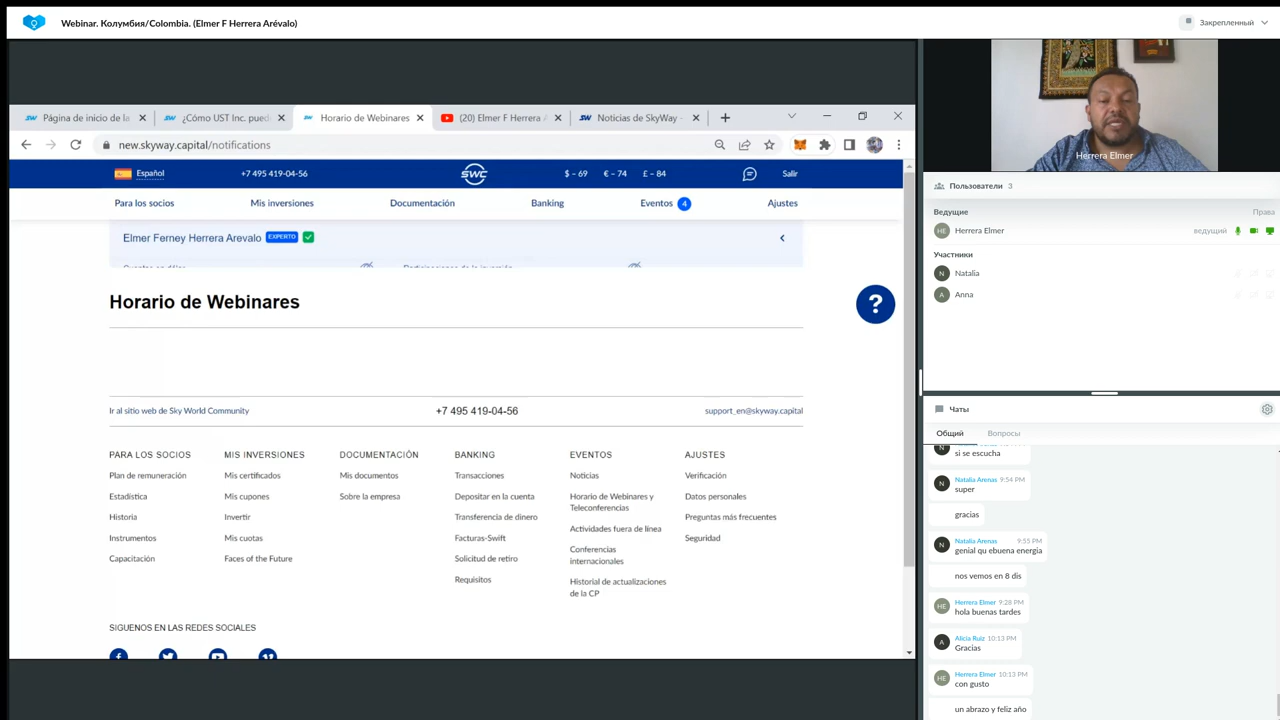 Webinar. Колумбия/Colombia. (Elmer F Herrera Arévalo)
Закрепленный
Página de inicio de la
¿Cómo UST Inc. pued
Horario de Webinares
(20) Elmer F Herrera A
Noticias de SkyWay -
new.skyway.capital/notifications
Español
+7 495 419-04-56
SWC
$ – 69
€ – 74
£ – 84
Salir
Para los socios
Mis inversiones
Documentación
Banking
Eventos 4
Ajustes
Elmer Ferney Herrera Arevalo EXPERTO
Horario de Webinares
?
Ir al sitio web de Sky World Community
+7 495 419-04-56
support_en@skyway.capital
PARA LOS SOCIOS
Plan de remuneración
Estadística
Historia
Instrumentos
Capacitación
MIS INVERSIONES
Mis certificados
Mis cupones
Invertir
Mis cuotas
Faces of the Future
DOCUMENTACIÓN
Mis documentos
Sobre la empresa
BANKING
Transacciones
Depositar en la cuenta
Transferencia de dinero
Facturas-Swift
Solicitud de retiro
Requisitos
EVENTOS
Noticias
Horario de Webinares y
Teleconferencias
Actividades fuera de línea
Conferencias
internacionales
Historial de actualizaciones
de la CP
AJUSTES
Verificación
Datos personales
Preguntas más frecuentes
Seguridad
SIGUENOS EN LAS REDES SOCIALES
Herrera Elmer
Пользователи 3
Ведущие
Права
HE Herrera Elmer
ведущий
Участники
N Natalia
A Anna
Чаты
Общий
Вопросы
N
si se escucha
N Natalia Arenas 9:54 PM
super
gracias
N Natalia Arenas 9:55 PM
genial qu ebuena energia
nos vemos en 8 dis
HE Herrera Elmer 9:28 PM
hola buenas tardes
A Alicia Ruiz 10:13 PM
Gracias
HE Herrera Elmer 10:13 PM
con gusto
un abrazo y feliz año